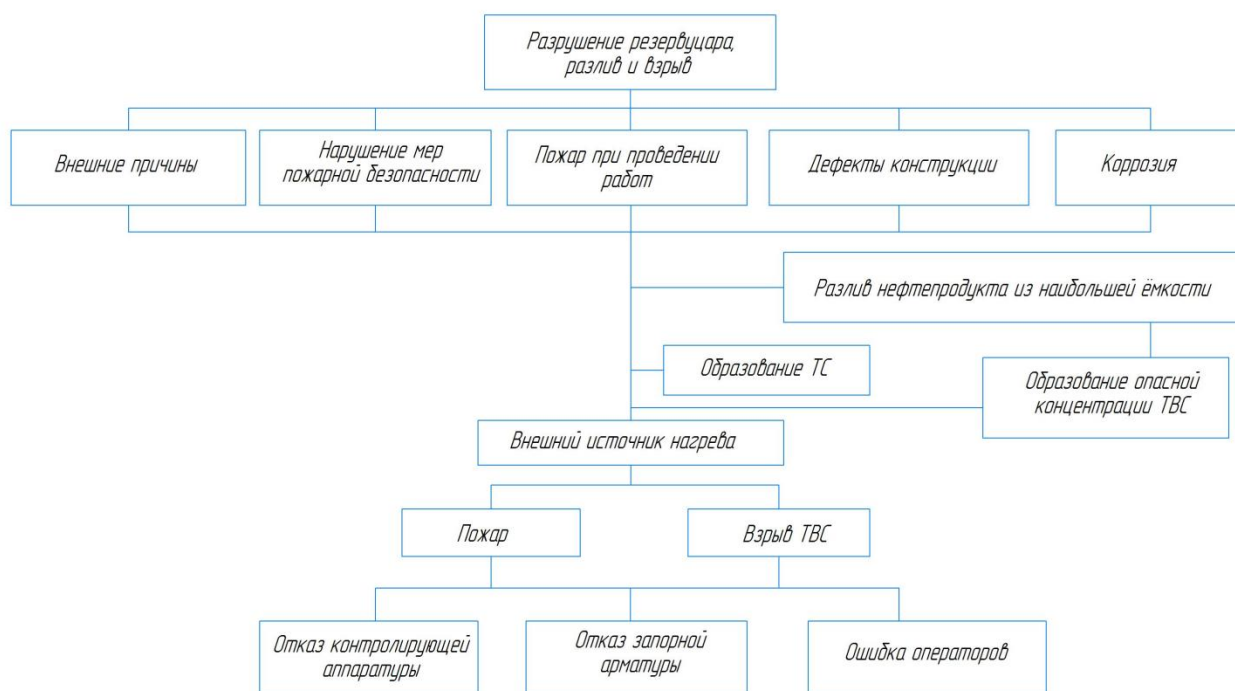 Разрушение резервуцара,
разлив и взрыв
Внешние причины
Нарушение мер
пожарной безопасности
Пожар при проведении
работ
Дефекты конструкции
Коррозия
Разлив нефтепродукта из наибольшей ёмкости
Образование ТС
Образование опасной
концентрации ТВС
Внешний источник нагрева
Пожар
Взрыв ТВС
Отказ контролирующей
аппаратуры
Отказ запорной
арматуры
Ошибка операторов